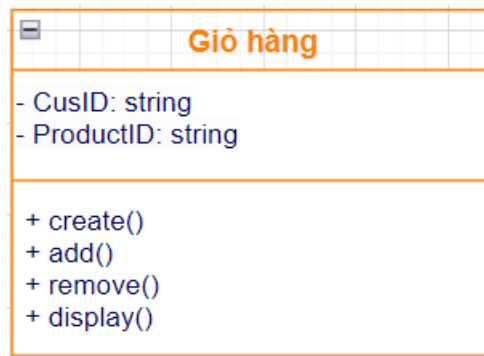 Giỏ hàng
- CusID: string
- ProductID: string
+ create()
+ add()
+ remove()
+ display()